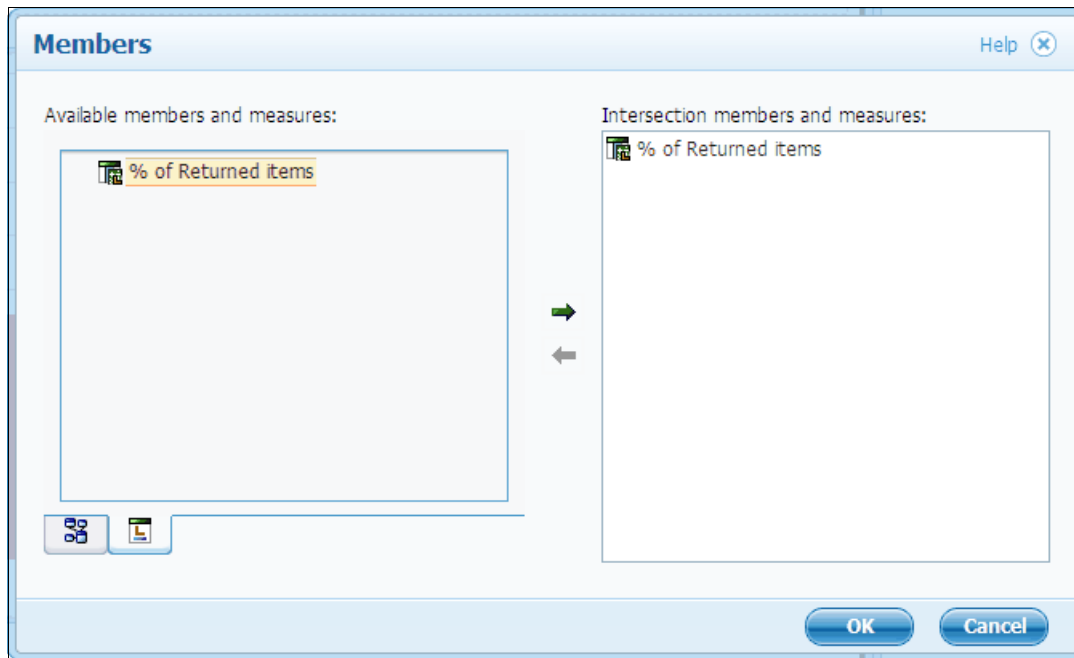 Members
Help
Available members and measures:
Intersection members and measures:
% of Returned items
% of Returned items
OK
Cancel